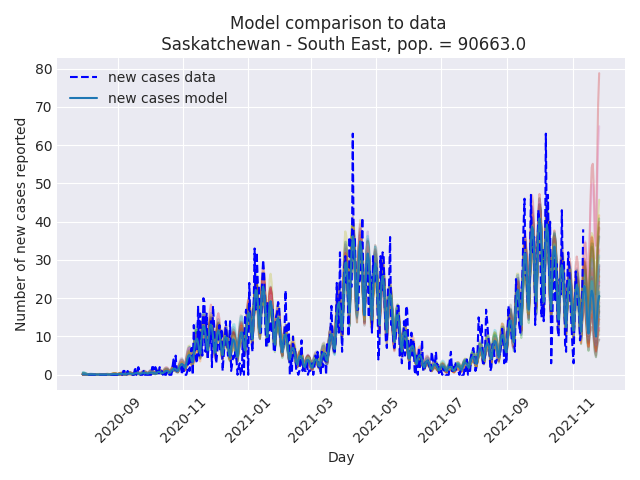 Model comparison to data
Saskatchewan - South East, pop. = 90663.0
new cases data
new cases model
Number of new cases reported
80
70
60
50
40
30
20
10
0
2020-09
2020-11
2021-01
2021-03
2021-05
2021-07
2021-09
2021-11
Day